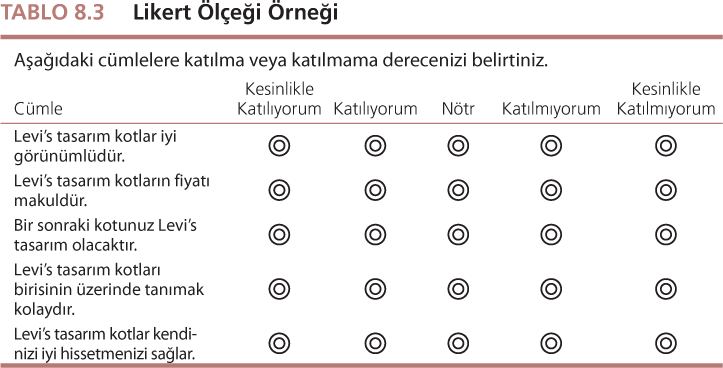 TABLO 8.3 Likert Ölçeği Örneği
Aşağıdaki cümlelere katılma veya katılmama derecenizi belirtiniz.
Cümle Kesinlikle Katılıyorum Katılıyorum Nötr Katılmıyorum Kesinlikle Katılmıyorum
Levi’s tasarım kotlar iyi
görünümlüdür.
Levi’s tasarım kotların fiyatı
makuldür.
Bir sonraki kotunuz Levi’s
tasarım olacaktır.
Levi’s tasarım kotları
birisinin üzerinde tanımak
kolaydır.
Levi’s tasarım kotlar kendi-
nizi iyi hissetmenizi sağlar.